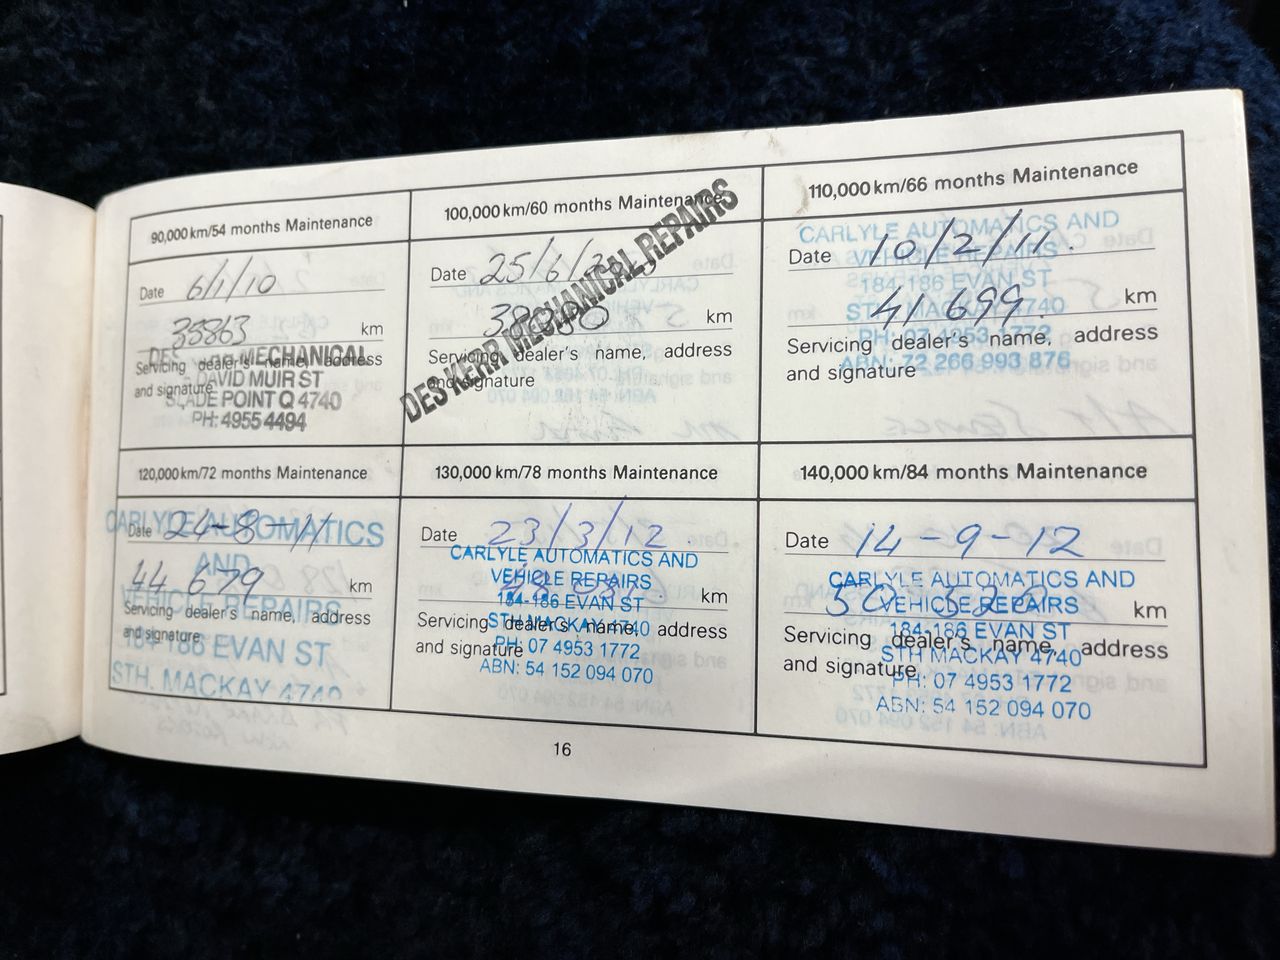 90,000 km/54 months Maintenance
Date 6/1/10
km
DES MECHANICAL
Servicing dealer's name, address
and signature
DAVID MUIR ST
SLADE POINT Q 4740
PH: 4955 4494
100,000 km/60 months Maintenance
Date 25/6/
km
Servicing dealer's name, address
and signature
DES KERR MECHANICAL REPAIRS
110,000 km/66 months Maintenance
CARLYLE AUTOMATICS AND
Date 10/2/11.
VEHICLE REPAIRS
184-186 EVAN ST
41 699 km
STH MACKAY 4740
PH: 07 4953 1772
Servicing dealer's name, address
ABN: 72 266 993 876
and signature
120,000 km/72 months Maintenance
CARLYLE AUTOMATICS
Date 24-8-11
AND
44 679 km
VEHICLE REPAIRS
Servicing dealer's name, address
and signature
184-186 EVAN ST
STH. MACKAY 4740
130,000 km/78 months Maintenance
Date 23/3/12.
CARLYLE AUTOMATICS AND
VEHICLE REPAIRS
km
184-186 EVAN ST
STH MACKAY 4740
Servicing dealer's name, address
and signature
PH: 07 4953 1772
ABN: 54 152 094 070
140,000 km/84 months Maintenance
Date 14-9-12
CARLYLE AUTOMATICS AND
VEHICLE REPAIRS
km
184-186 EVAN ST
Servicing dealer's name, address
STH MACKAY 4740
and signature
PH: 07 4953 1772
ABN: 54 152 094 070
16